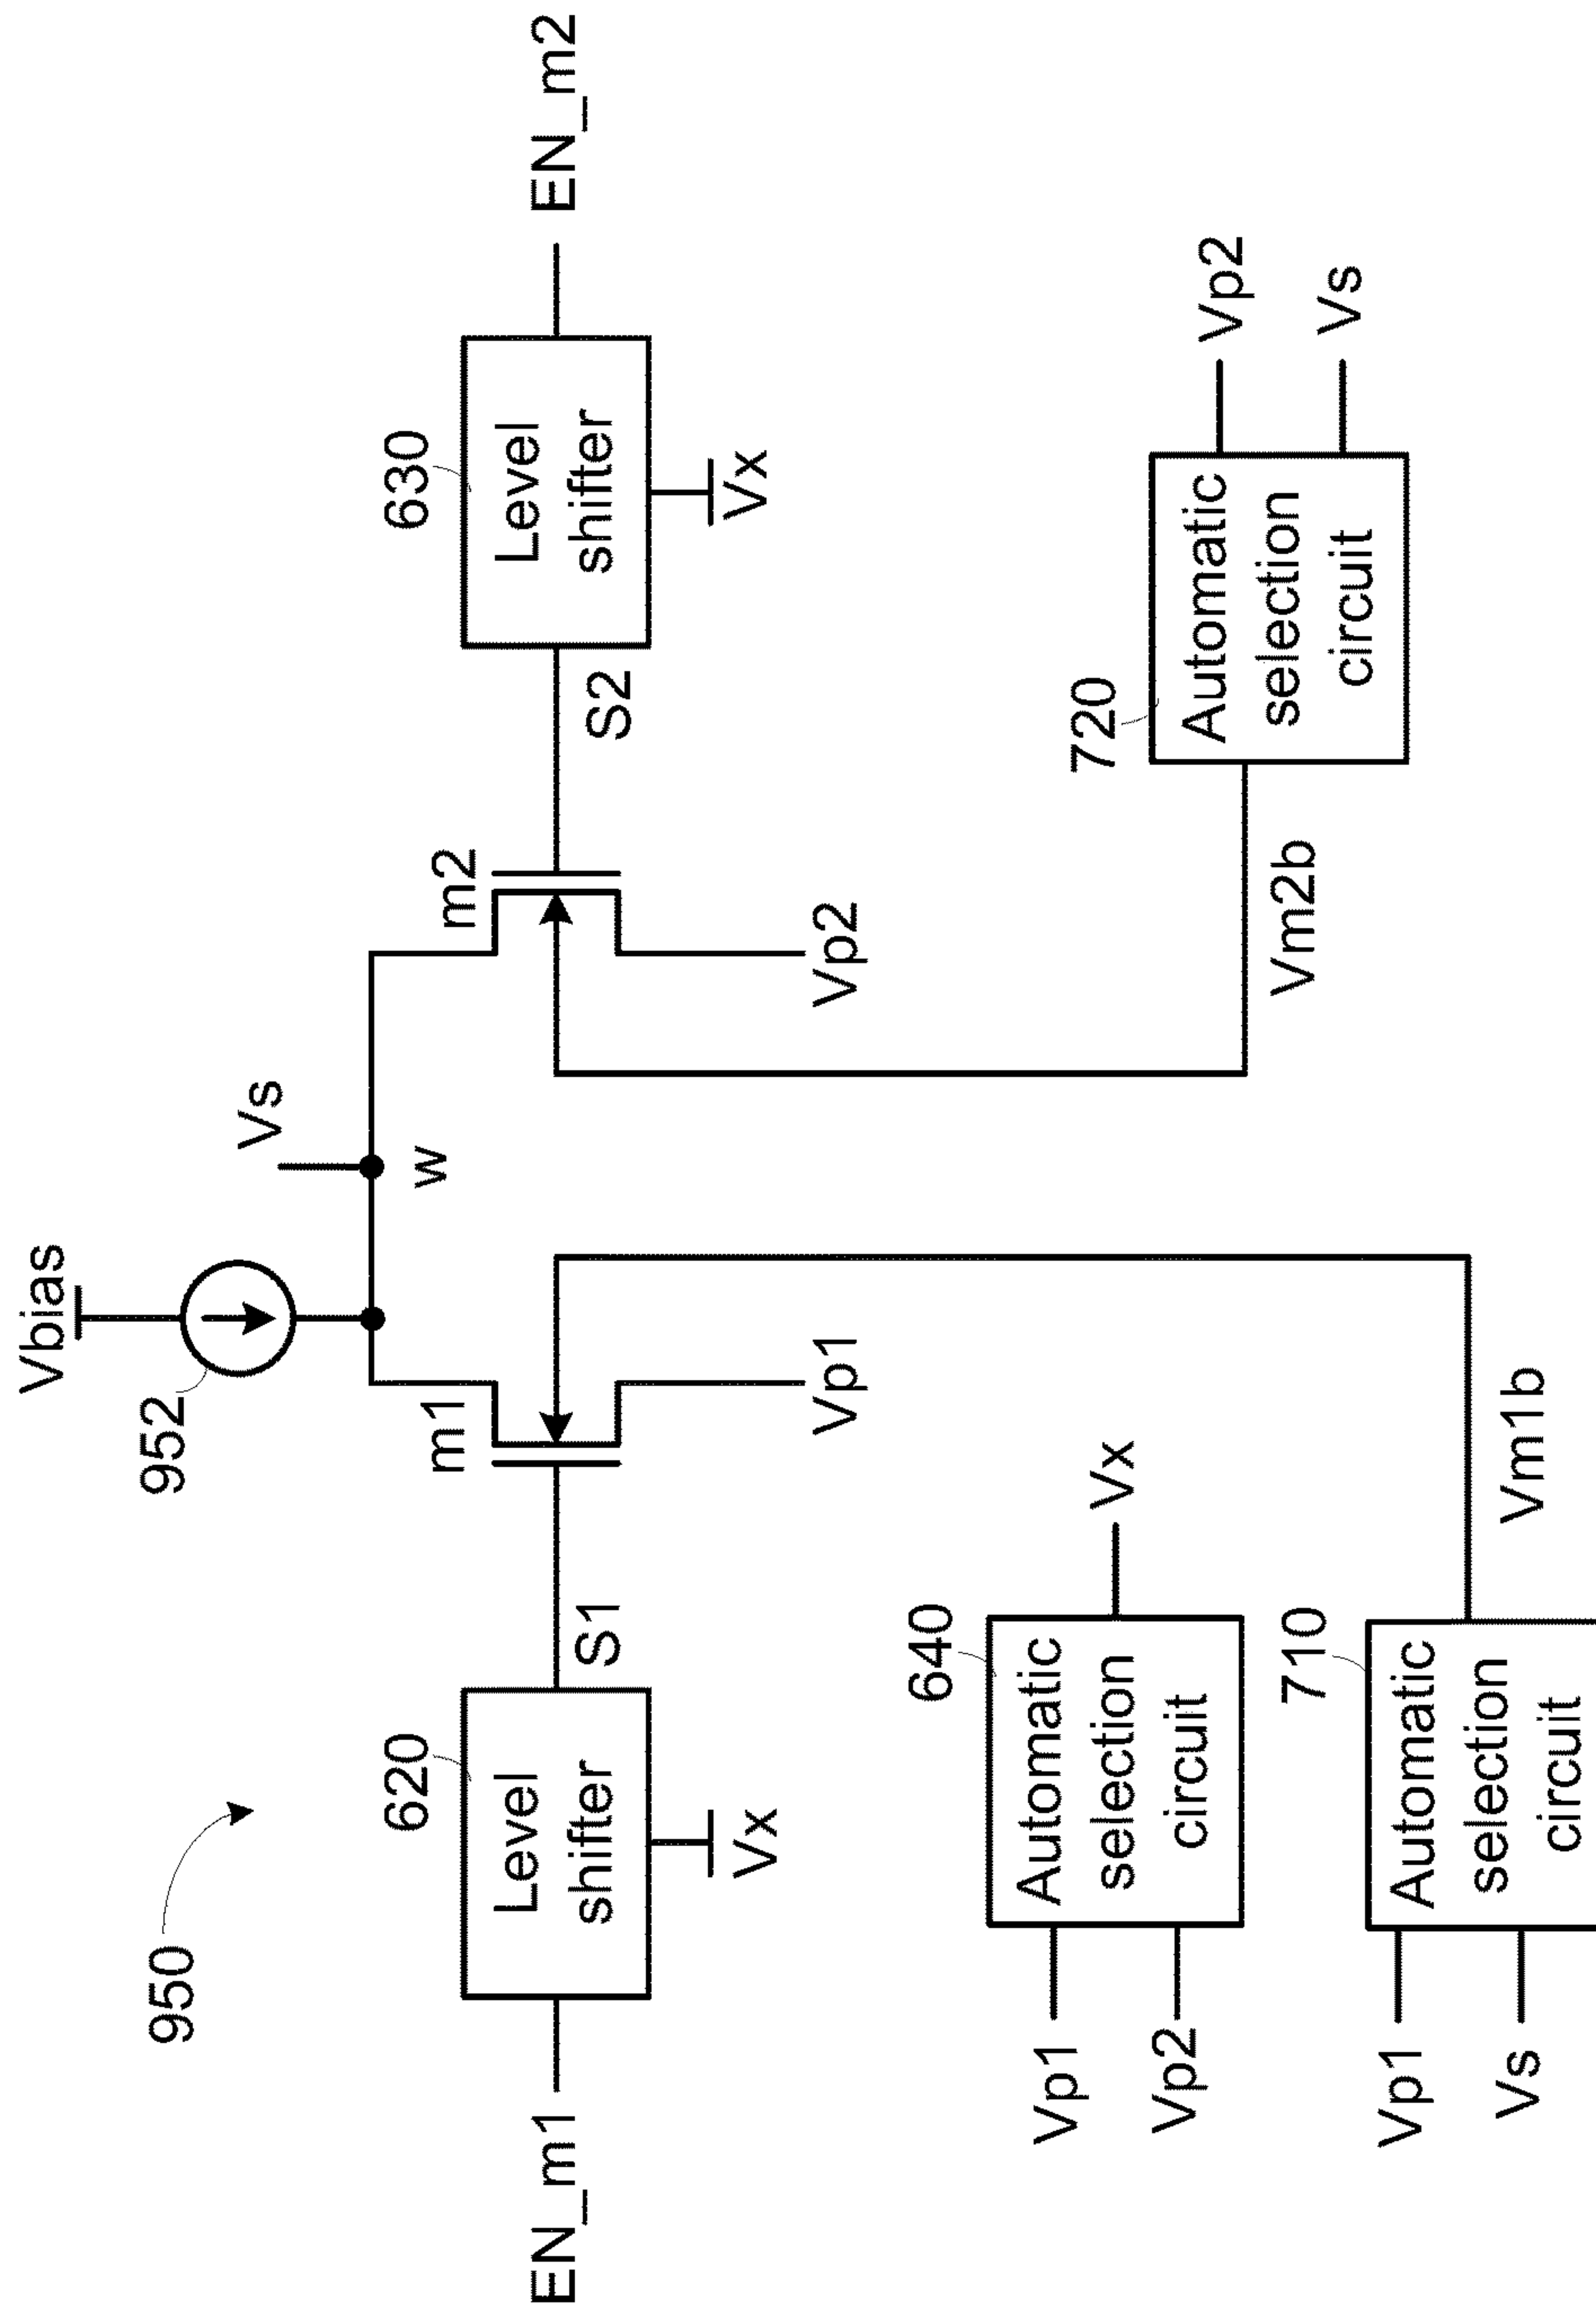 950
952
Vbias
Vs
w
EN_m1
620
Level
shifter
Vx
S1
m1
Vp1
m2
Vp2
S2
630
Level
shifter
Vx
EN_m2
640
Vp1
Vp2
Automatic
selection
circuit
Vx
710
Vp1
Vs
Automatic
selection
circuit
Vm1b
Vm2b
720
Automatic
selection
circuit
Vp2
Vs